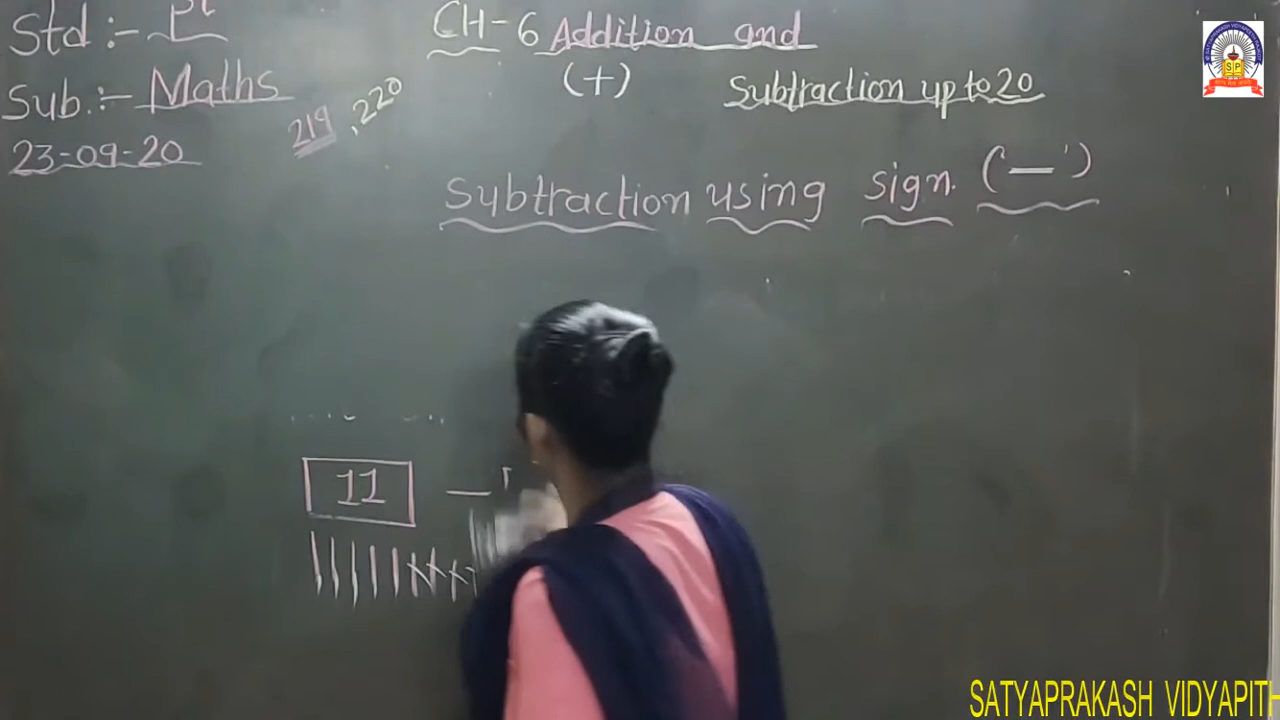 Std :-
CH-6 Addition and
(+)
Subtraction up to 20
Sub.:- Maths
219, 220
23-09-20
Subtraction using sign. ('—')
11 —
SP
SATYAPRAKASH VIDYAPITH